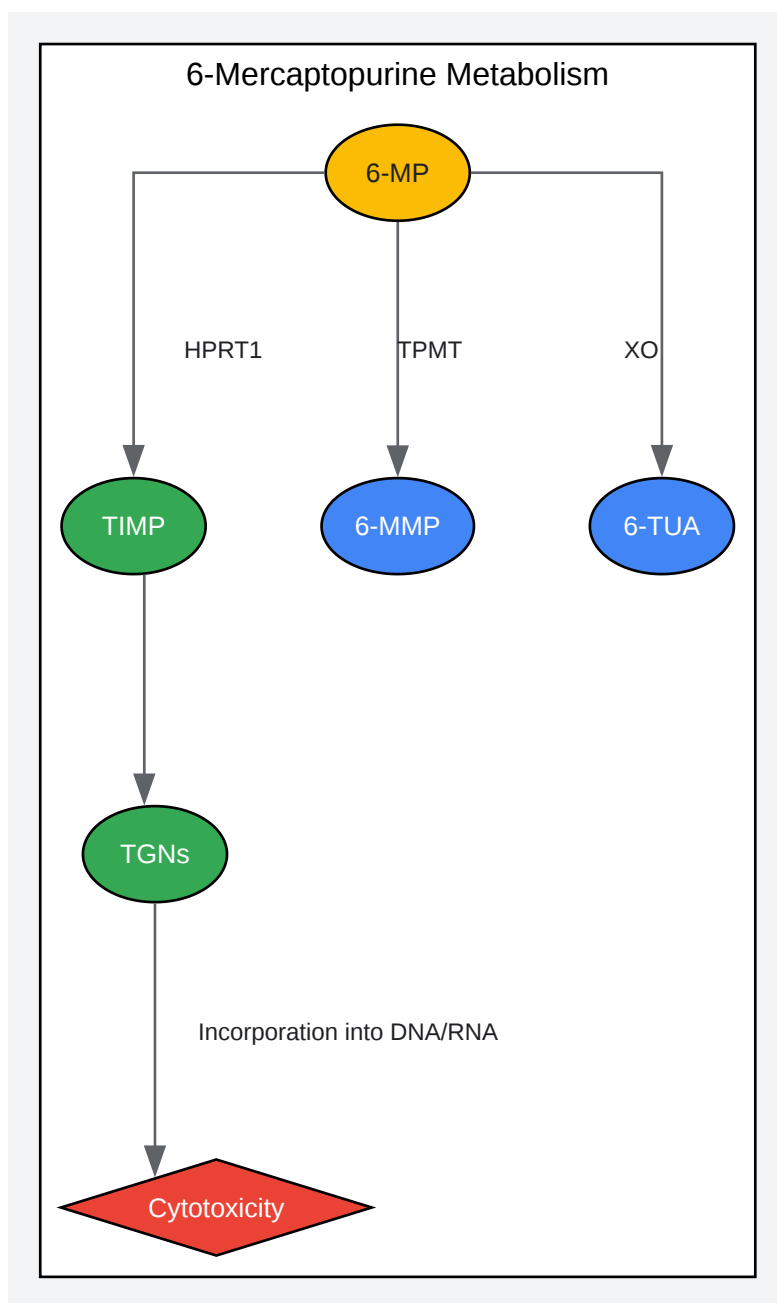 6-Mercaptopurine Metabolism
6-MP
HPRT1
TPMT
XO
TIMP
6-MMP
6-TUA
TGNs
Incorporation into DNA/RNA
Cytotoxicity